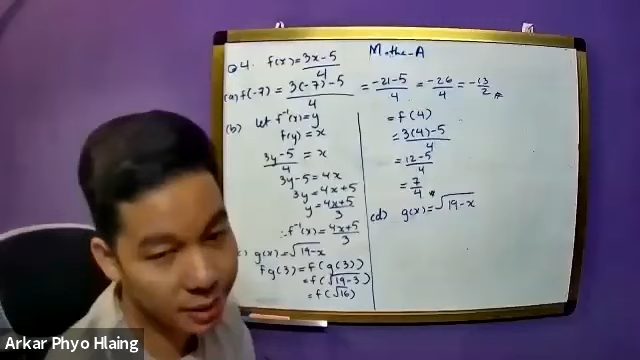 Maths-A
Q4. f(x) = 3x-5/4
(a) f(-7) = 3(-7)-5/4 = -21-5/4 = -26/4 = -13/2 #
(b) let f⁻¹(x) = y
f(y) = x
3y-5/4 = x
3y-5 = 4x
3y = 4x+5
y = 4x+5/3
∴ f⁻¹(x) = 4x+5/3
c) g(x) = √19-x
fg(3) = f(g(3))
= f(√19-3)
= f(√16)
= f(4)
= 3(4)-5/4
= 12-5/4
= 7/4 #
(d) g(x) = √19-x
Arkar Phyo Hlaing